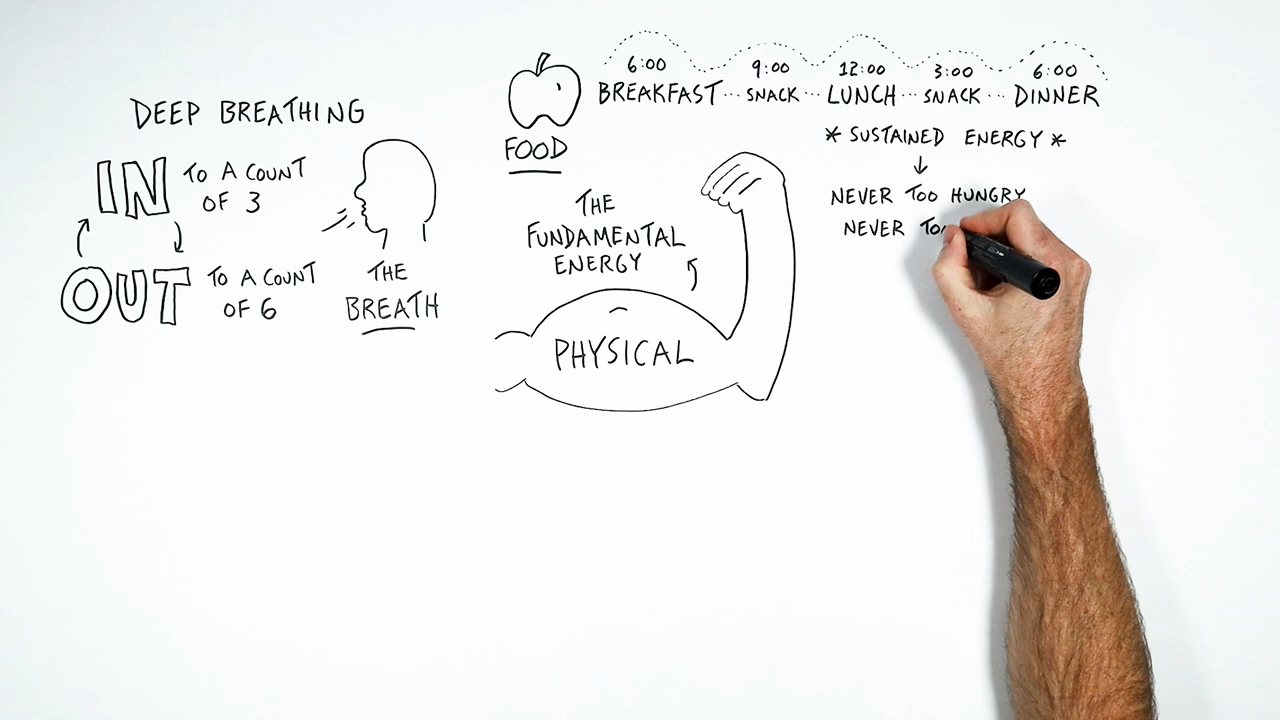 DEEP BREATHING
IN TO A COUNT OF 3
OUT TO A COUNT OF 6
THE
BREATH
FOOD
6:00 9:00 12:00 3:00 6:00
BREAKFAST SNACK LUNCH SNACK DINNER
* SUSTAINED ENERGY *
NEVER TOO HUNGRY
NEVER
THE
FUNDAMENTAL
ENERGY
PHYSICAL